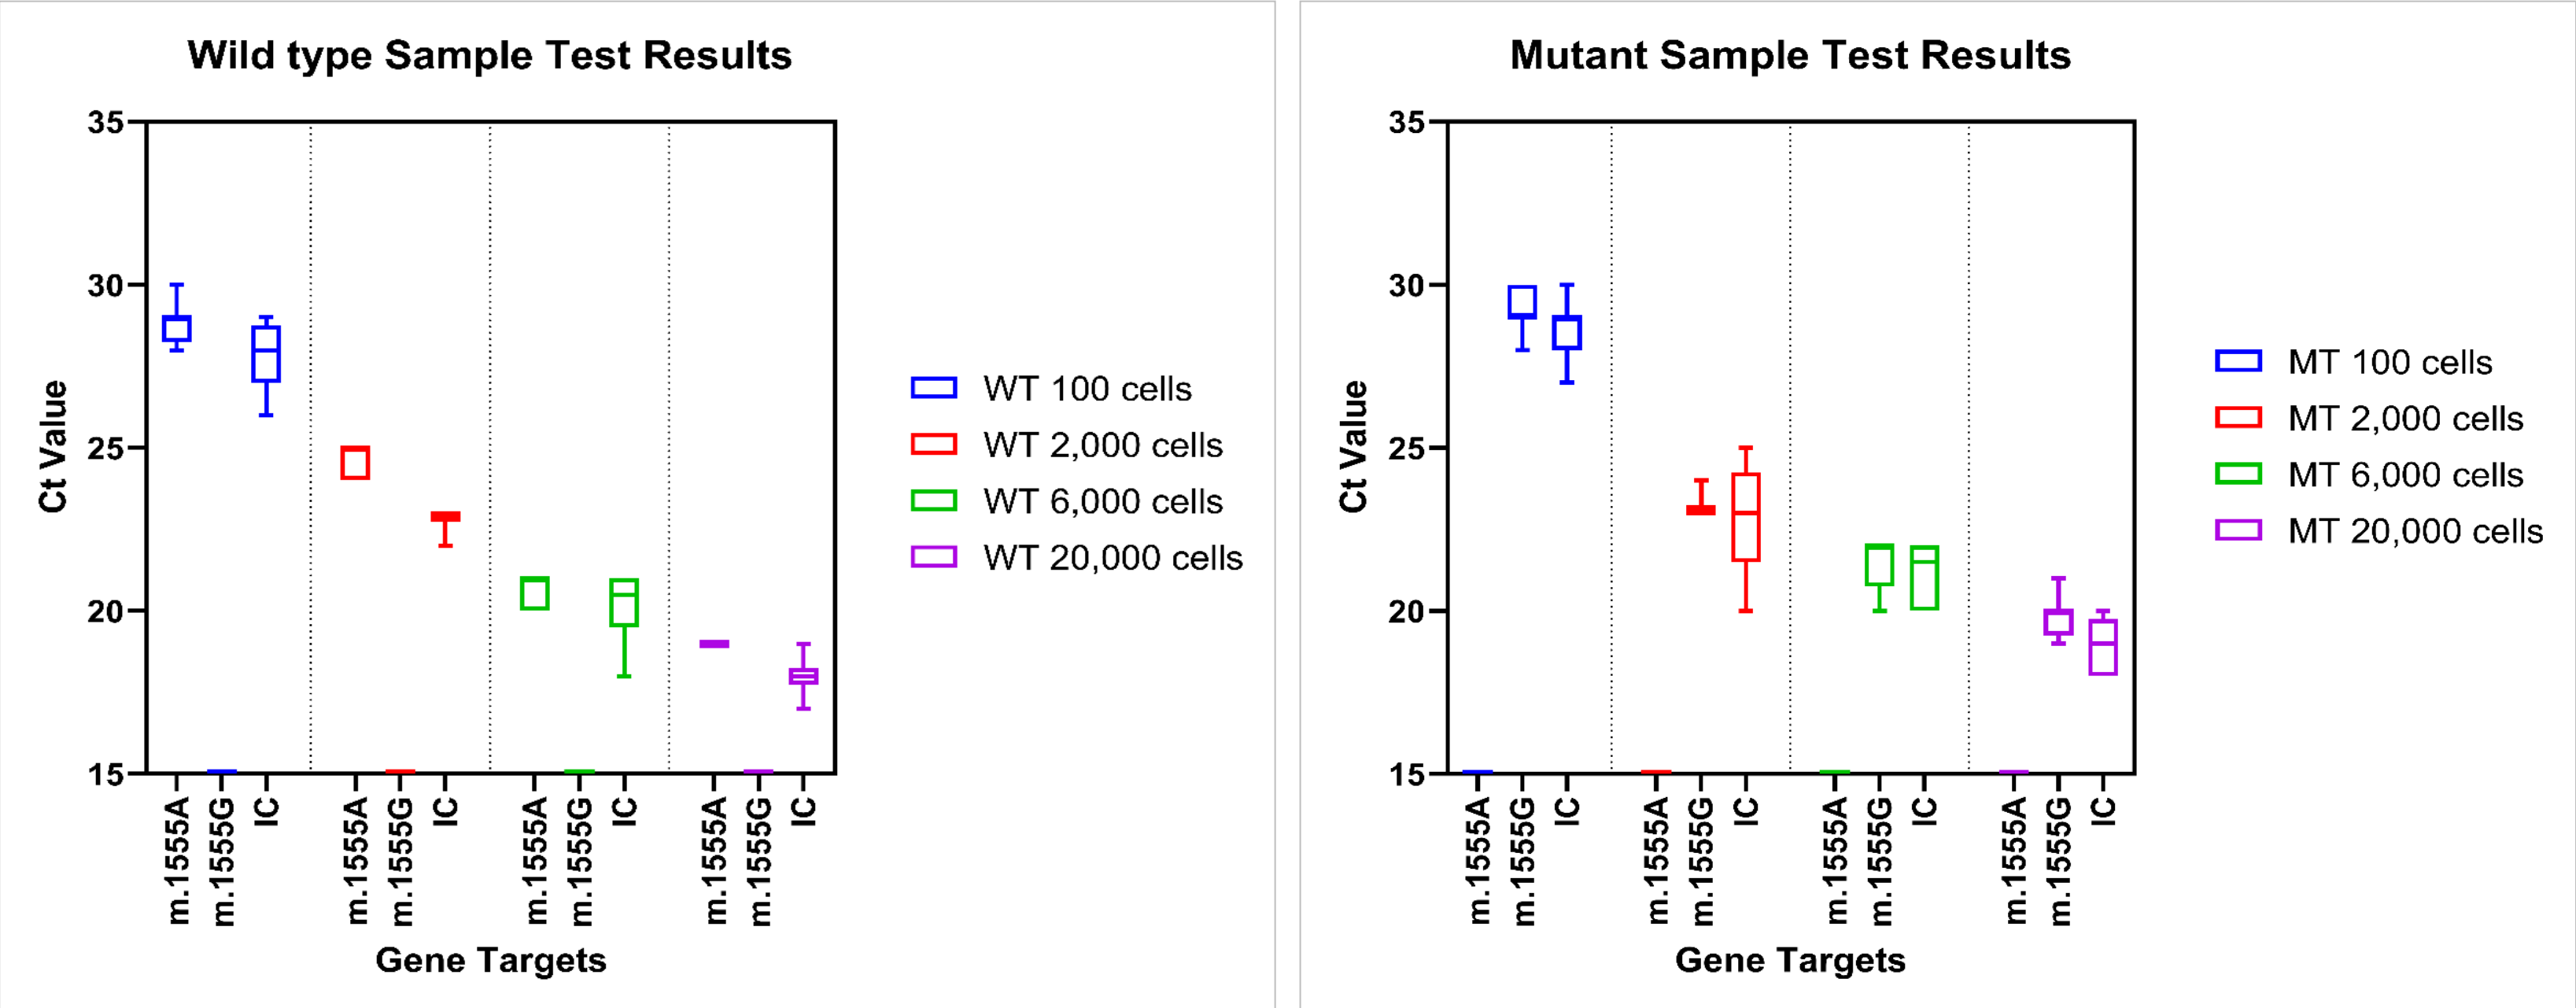 Wild type Sample Test Results
35
30
25
20
15
Ct Value
m.1555A
m.1555G
IC
m.1555A
m.1555G
IC
m.1555A
m.1555G
IC
m.1555A
m.1555G
IC
Gene Targets
WT 100 cells
WT 2,000 cells
WT 6,000 cells
WT 20,000 cells
Mutant Sample Test Results
35
30
25
20
15
Ct Value
m.1555A
m.1555G
IC
m.1555A
m.1555G
IC
m.1555A
m.1555G
IC
m.1555A
m.1555G
IC
Gene Targets
MT 100 cells
MT 2,000 cells
MT 6,000 cells
MT 20,000 cells